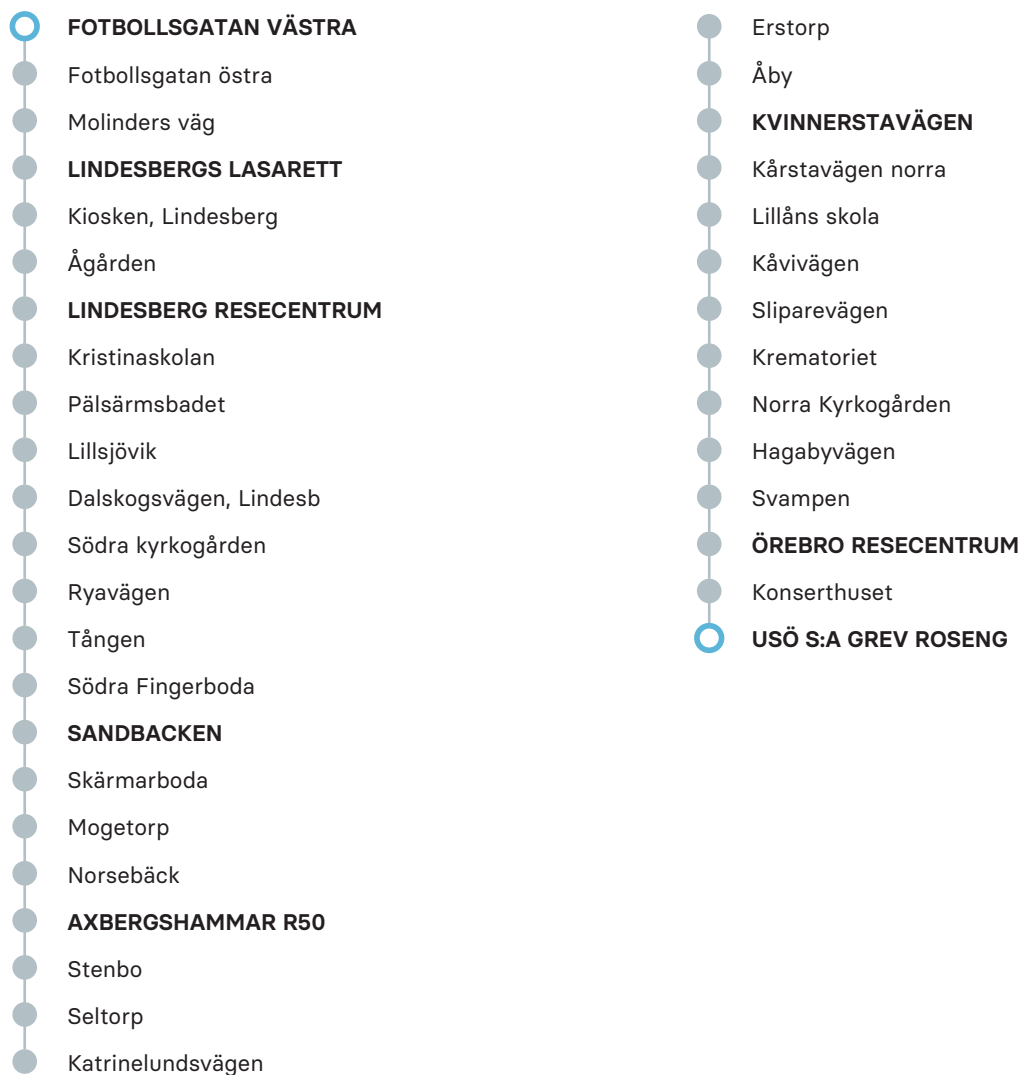 FOTBOLLSGATAN VÄSTRA
Fotbollsgatan östra
Molinders väg
LINDESBERGS LASARETT
Kiosken, Lindesberg
Ågården
LINDESBERG RESECENTRUM
Kristinaskolan
Pälsärmsbadet
Lillsjövik
Dalskogsvägen, Lindesb
Södra kyrkogården
Ryavägen
Tången
Södra Fingerboda
SANDBACKEN
Skärmarboda
Mogetorp
Norsebäck
AXBERGSHAMMAR R50
Stenbo
Seltorp
Katrinelundsvägen
Erstorp
Åby
KVINNERSTAVÄGEN
Kårstavägen norra
Lillåns skola
Kåvivägen
Sliparevägen
Krematoriet
Norra Kyrkogården
Hagabyvägen
Svampen
ÖREBRO RESECENTRUM
Konserthuset
USÖ S:A GREV ROSENG